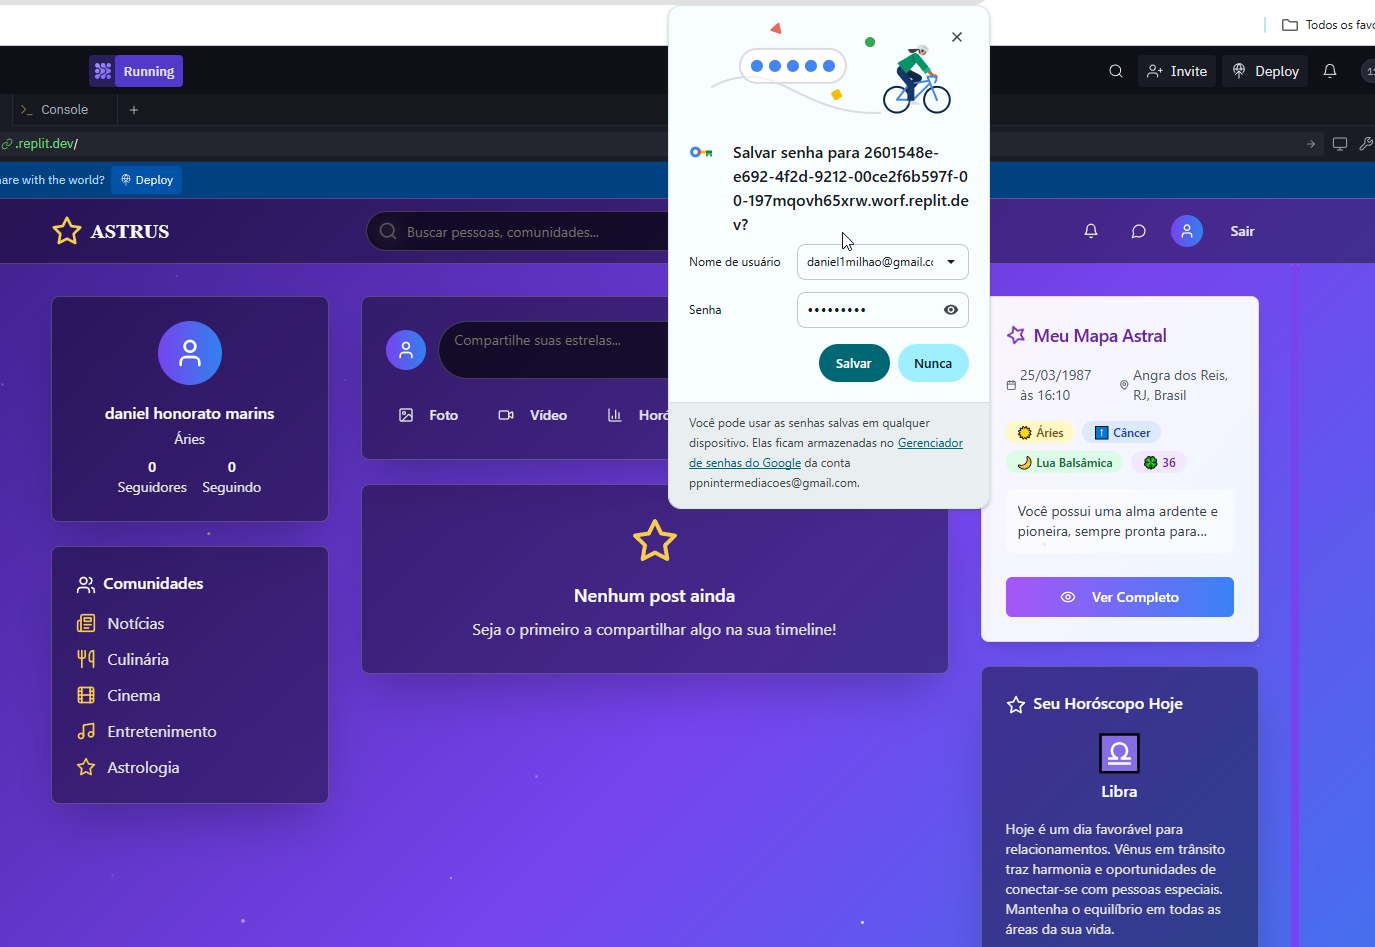 Todos os favo
Running
Invite
Deploy
11
>_ Console
+
.replit.dev/
are with the world?
Deploy
ASTRUS
Buscar pessoas, comunidades...
Sair
Salvar senha para 2601548e-
e692-4f2d-9212-00ce2f6b597f-0
0-197mqovh65xrw.worf.replit.de
v?
Nome de usuário
daniel1milhao@gmail.cc
Senha
•••••••••
Salvar
Nunca
Você pode usar as senhas salvas em qualquer
dispositivo. Elas ficam armazenadas no Gerenciador
de senhas do Google da conta
ppnintermediacoes@gmail.com.
daniel honorato marins
Áries
0
0
Seguidores
Seguindo
Comunidades
Notícias
Culinária
Cinema
Entretenimento
Astrologia
Compartilhe suas estrelas...
Foto
Vídeo
Horó
Nenhum post ainda
Seja o primeiro a compartilhar algo na sua timeline!
Meu Mapa Astral
25/03/1987
às 16:10
Angra dos Reis,
RJ, Brasil
Áries
Câncer
Lua Balsâmica
36
Você possui uma alma ardente e
pioneira, sempre pronta para...
Ver Completo
Seu Horóscopo Hoje
Libra
Hoje é um dia favorável para
relacionamentos. Vênus em trânsito
traz harmonia e oportunidades de
conectar-se com pessoas especiais.
Mantenha o equilíbrio em todas as
áreas da sua vida.